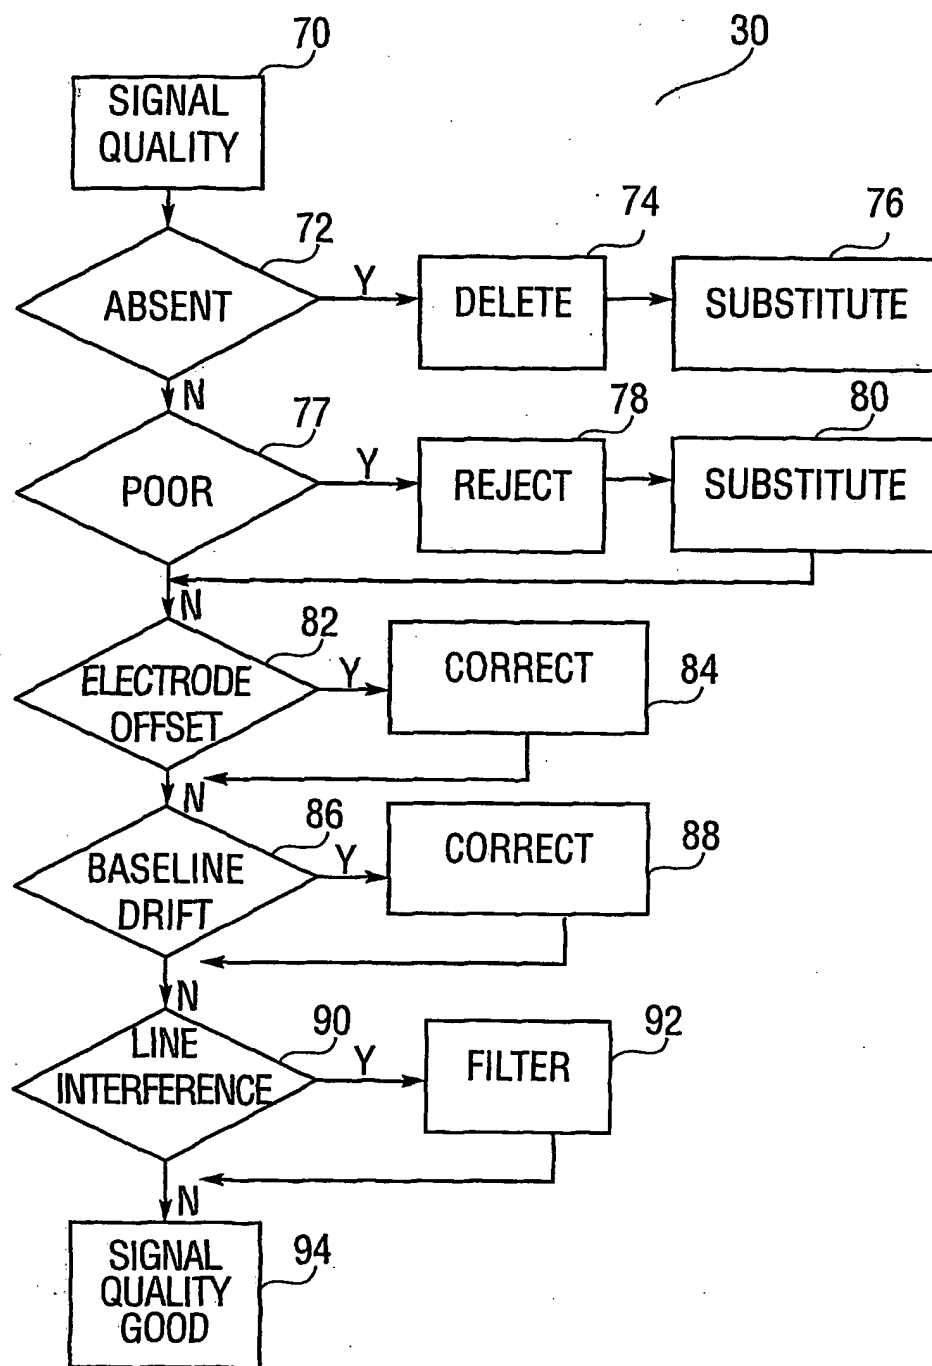 70
30
SIGNAL
QUALITY
72
74
76
ABSENT
Y
DELETE
SUBSTITUTE
N
77
78
80
POOR
Y
REJECT
SUBSTITUTE
N
82
ELECTRODE
OFFSET
Y
CORRECT
84
N
86
BASELINE
DRIFT
Y
CORRECT
88
N
90
LINE
INTERFERENCE
Y
FILTER
92
N
SIGNAL
QUALITY
GOOD
94